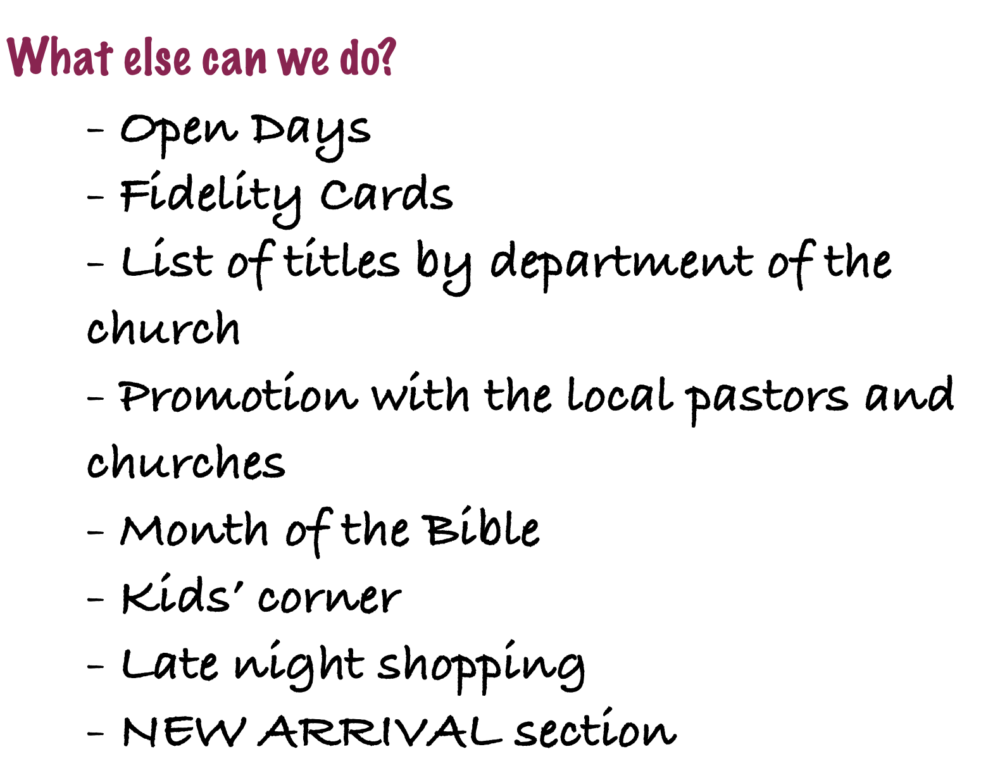 What else can we do?
- Open Days
- Fidelity Cards
- List of titles by department of the
church
- Promotion with the local pastors and
churches
- Month of the Bible
- Kids’ corner
- Late night shopping
- NEW ARRIVAL section